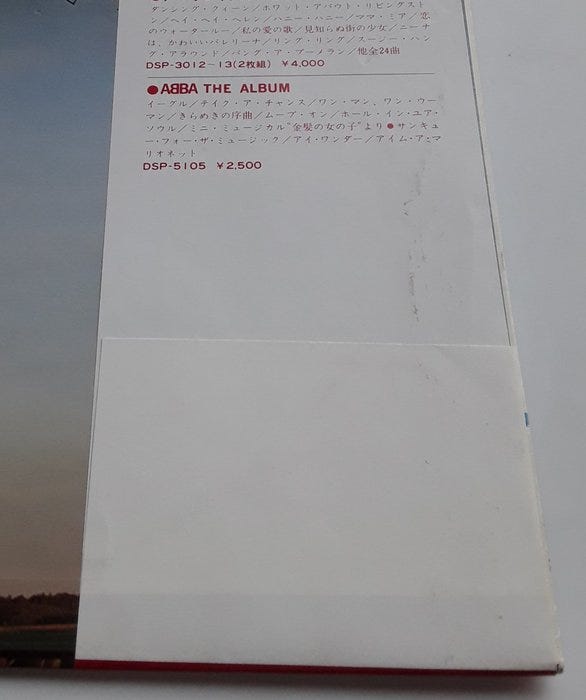 ダンシング・クイーン/ホワット・アバウト・リビングスト
ン/ヘイ・ヘイ・ヘレン/ハニー・ハニー/ママ・ミア/恋
のウォータールー/私の愛の歌/見知らぬ街の少女/ニーナ
は、かわいいバレリーナ/リング・リング/スージー・ハン
グ・アラウンド/バング・ア・ブーメラン/他全24曲
DSP-3012~13(2枚組) ¥4,000
●ABBA THE ALBUM
イーグル/テイク・ア・チャンス/ワン・マン、ワン・ウー
マン/きらめきの序曲/ムーブ・オン/ホール・イン・ユア・
ソウル/ミニ・ミュージカル"金髪の女の子"より●サンキュ
ー・フォー・ザ・ミュージック/アイ・ワンダー/アイム・ア・マ
リオネット
DSP-5105 ¥2,500